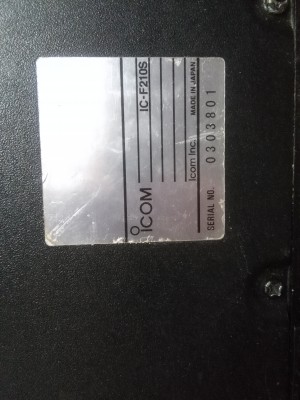 ICOM
IC-F210S
Icom Inc. MADE IN JAPAN
SERIAL NO. 0303801